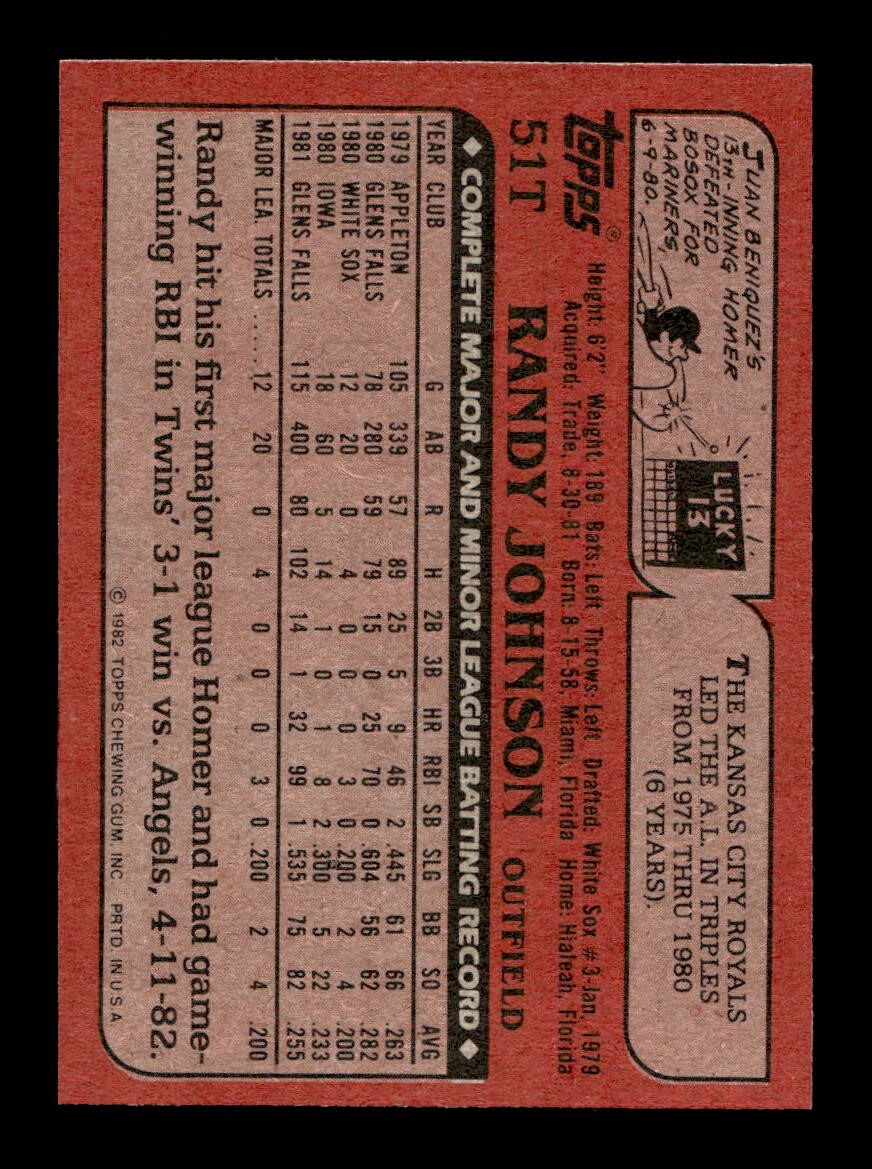 JUAN BENIQUEZ'S
13TH-INNING HOMER
DEFEATED
BOSOX FOR
MARINERS,
6-9-80.
LUCKY
13
THE KANSAS CITY ROYALS
LED THE A.L. IN TRIPLES
FROM 1975 THRU 1980
(6 YEARS).
Topps®
Height: 6'2" Weight: 189 Bats: Left Throws: Left Drafted: White Sox #3-Jan, 1979
Acquired: Trade, 8-30-81 Born: 8-15-58, Miami, Florida Home: Hialeah, Florida
51T RANDY JOHNSON OUTFIELD
◆ COMPLETE MAJOR AND MINOR LEAGUE BATTING RECORD ◆
YEAR CLUB G AB R H 2B 3B HR RBI SB SLG BB SO AVG
1979 APPLETON 105 339 57 89 25 5 9 46 2 .445 61 66 .263
1980 GLENS FALLS 78 280 59 79 15 0 25 70 0 .604 56 62 .282
1980 WHITE SOX 12 20 0 4 0 0 0 3 0 .200 2 4 .200
1980 IOWA 18 60 5 14 1 0 1 8 2 .300 5 22 .233
1981 GLENS FALLS 115 400 80 102 14 1 32 99 1 .535 75 82 .255
MAJOR LEA. TOTALS ...... 12 20 0 4 0 0 0 3 0 .200 2 4 .200
Randy hit his first major league Homer and had game-
winning RBI in Twins' 3-1 win vs. Angels, 4-11-82.
© 1982 TOPPS CHEWING GUM, INC. PRTD. IN U.S.A.